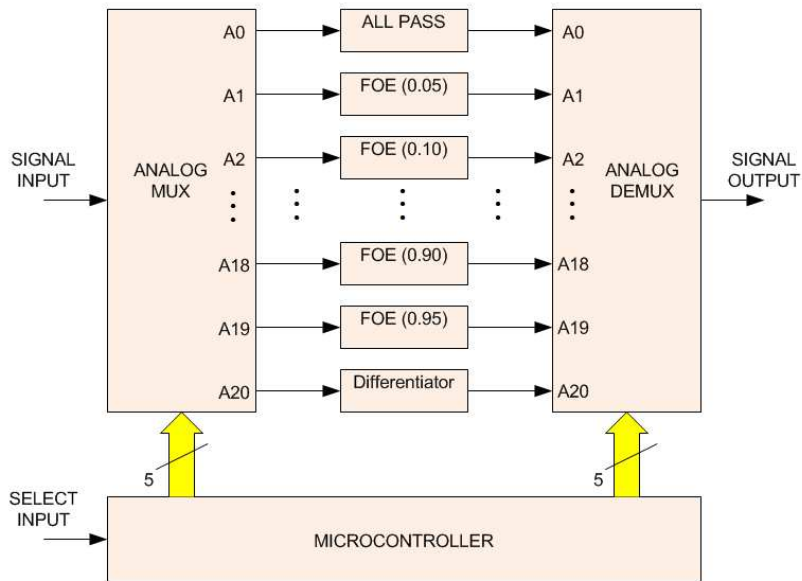 A0
ALL PASS
A0
A1
FOE (0.05)
A1
A2
FOE (0.10)
A2
SIGNAL
INPUT
ANALOG
MUX
ANALOG
DEMUX
SIGNAL
OUTPUT
A18
FOE (0.90)
A18
A19
FOE (0.95)
A19
A20
Differentiator
A20
5
5
SELECT
INPUT
MICROCONTROLLER